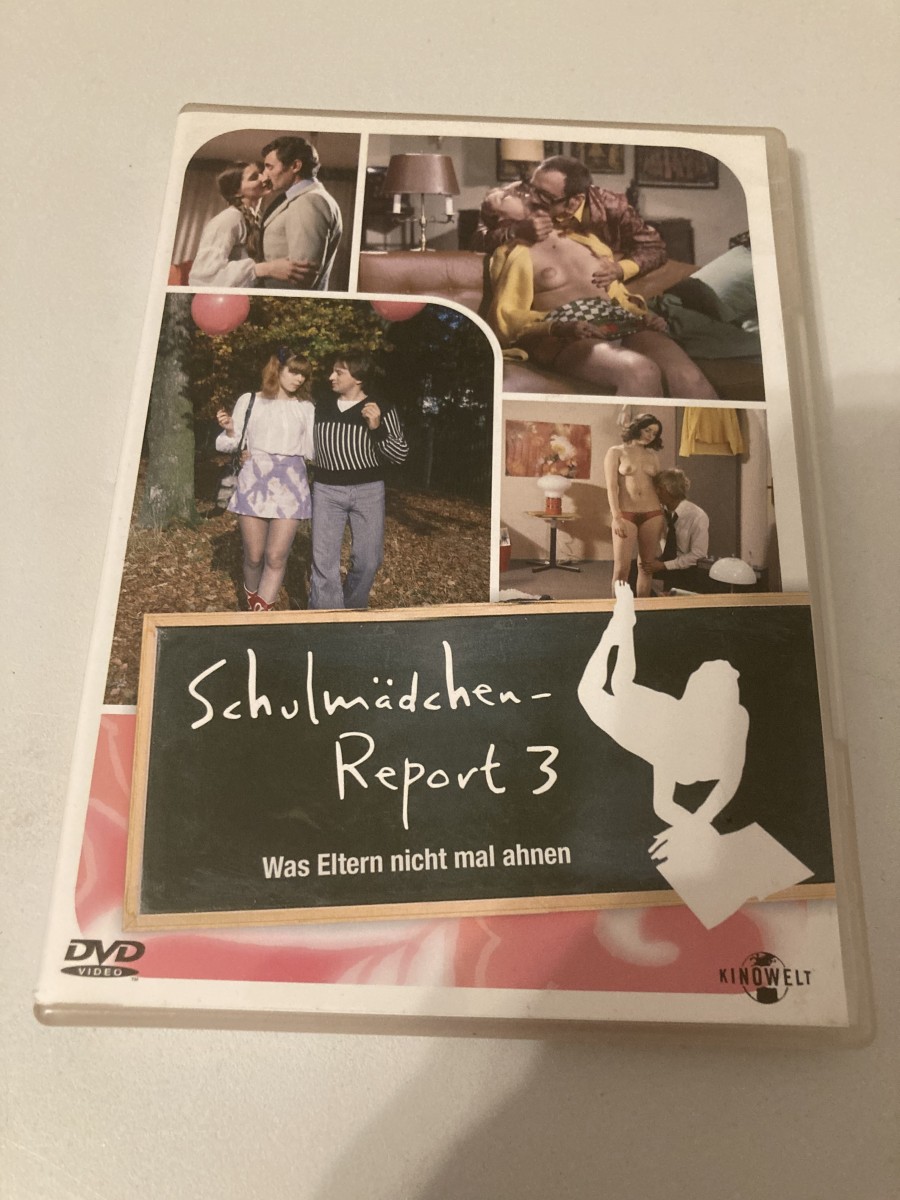 Schulmädchen-
Report 3
Was Eltern nicht mal ahnen
DVD
VIDEO
KINOWELT